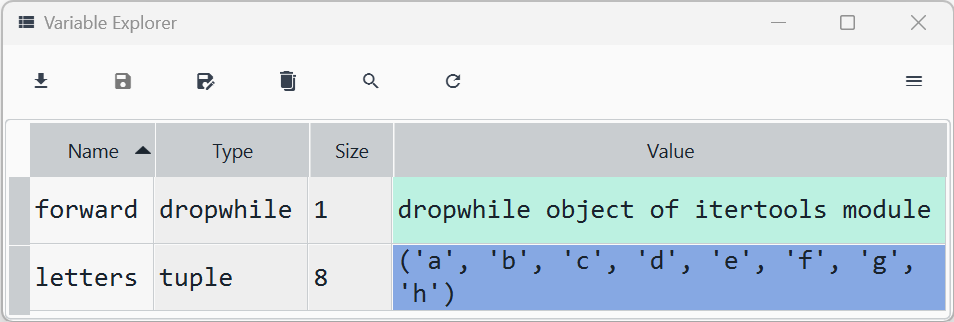 Variable Explorer
Name Type Size Value
forward dropwhile 1 dropwhile object of itertools module
letters tuple 8 ('a', 'b', 'c', 'd', 'e', 'f', 'g',
'h')